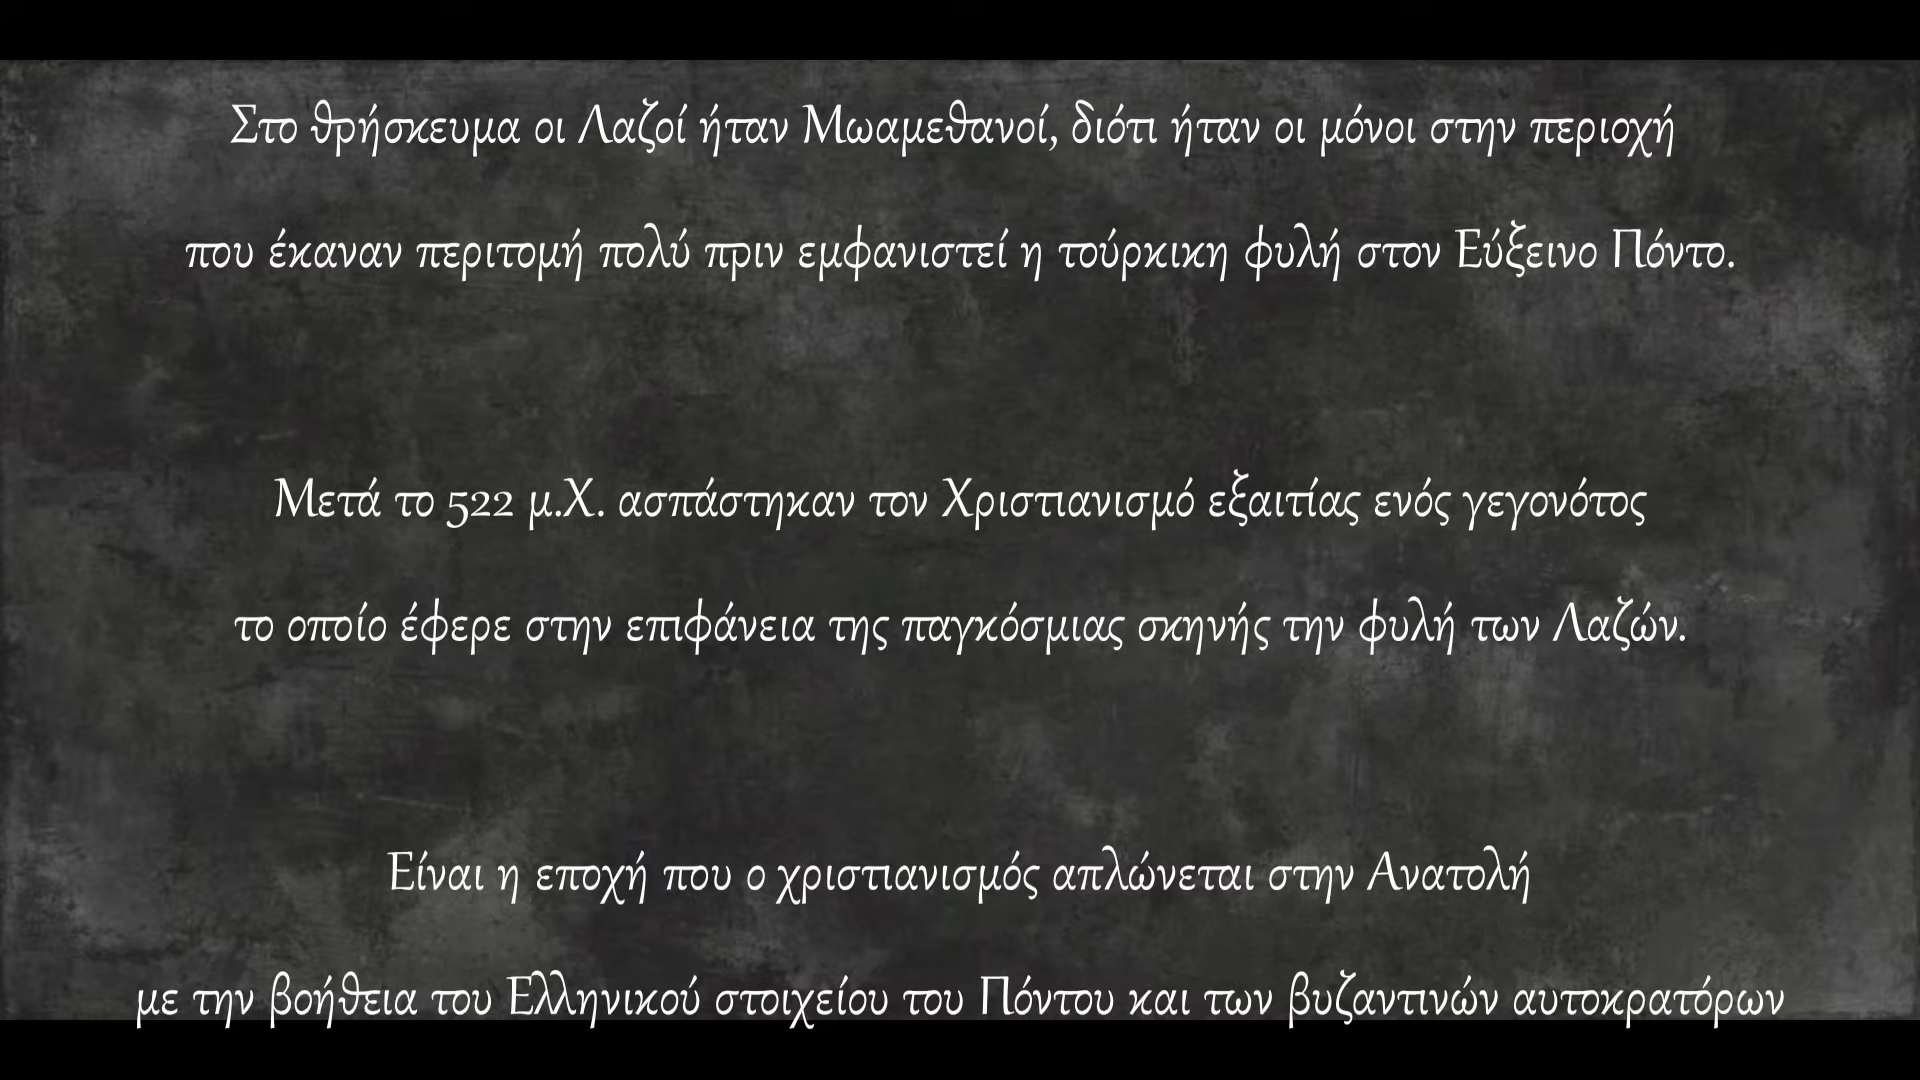 Στο θρήσκευμα οι Λαζοί ήταν Μωαμεθανοί, διότι ήταν οι μόνοι στην περιοχή
που έκαναν περιτομή πολύ πριν εμφανιστεί η τούρκικη φυλή στον Εύξεινο Πόντο.
Μετά το 522 μ.Χ. ασπάστηκαν τον Χριστιανισμό εξαιτίας ενός γεγονότος
το οποίο έφερε στην επιφάνεια της παγκόσμιας σκηνής την φυλή των Λαζών.
Είναι η εποχή που ο χριστιανισμός απλώνεται στην Ανατολή
με την βοήθεια του Ελληνικού στοιχείου του Πόντου και των βυζαντινών αυτοκρατόρων